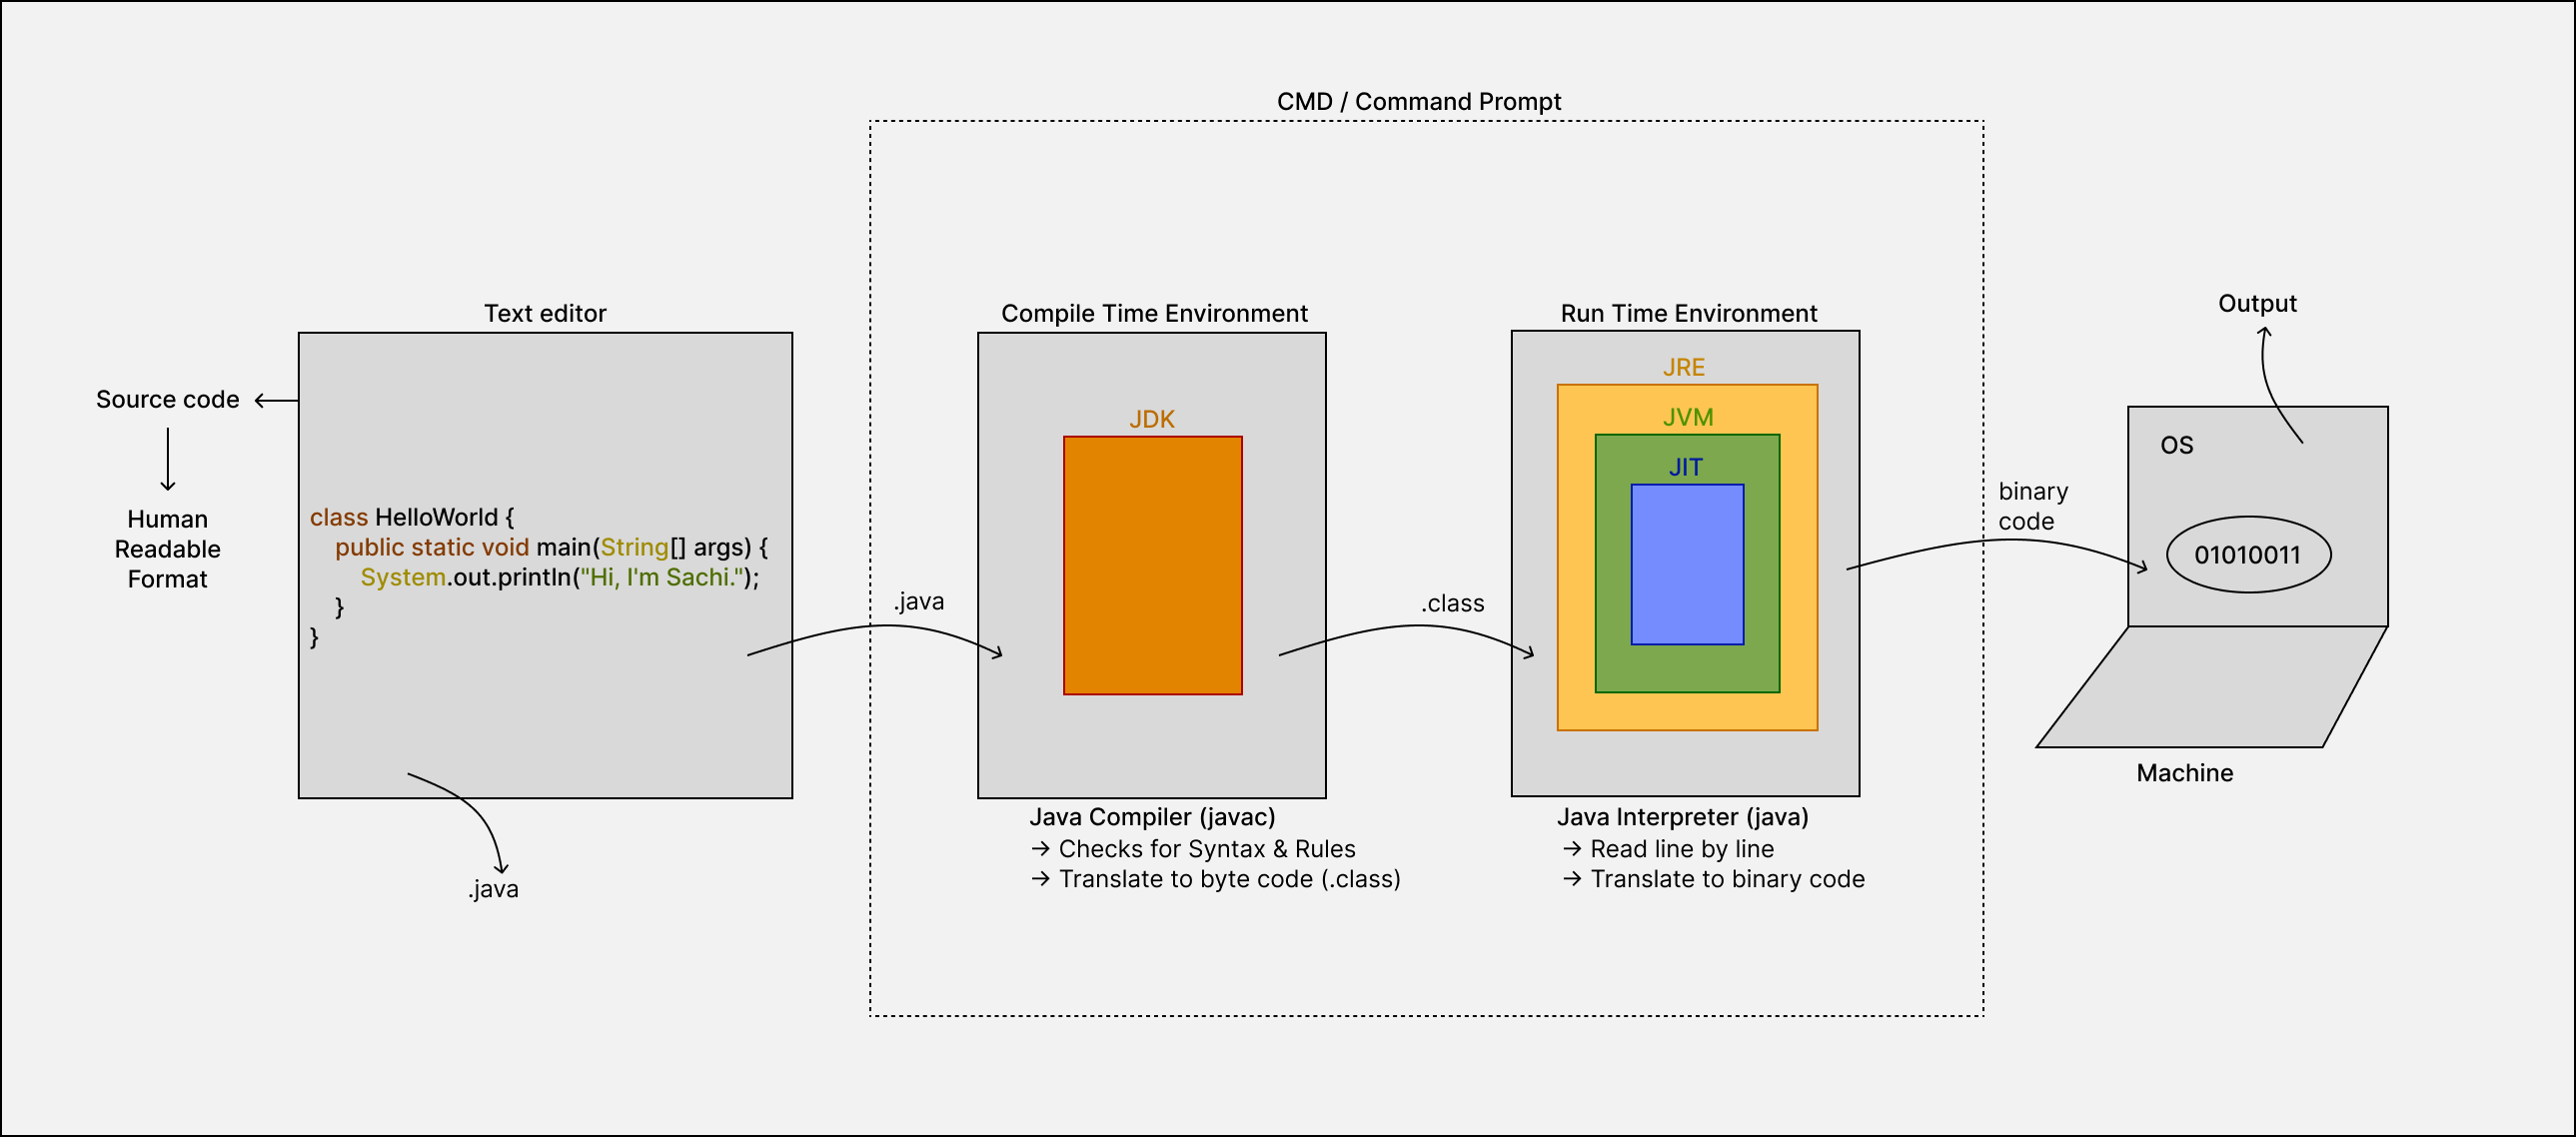 CMD / Command Prompt
Text editor
Source code
Human
Readable
Format
class HelloWorld {
public static void main(String[] args) {
System.out.println("Hi, I'm Sachi.");
}
}
.java
.java
Compile Time Environment
JDK
Java Compiler (javac)
→ Checks for Syntax & Rules
→ Translate to byte code (.class)
.class
Run Time Environment
JRE
JVM
JIT
Java Interpreter (java)
→ Read line by line
→ Translate to binary code
binary
code
Output
OS
01010011
Machine